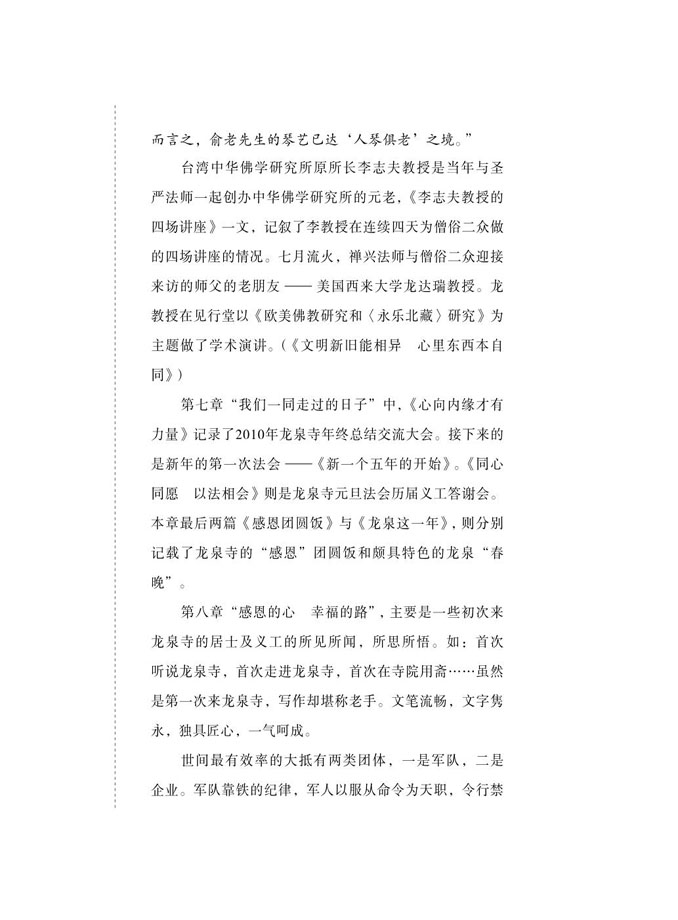 而言之，俞老先生的琴艺已达‘人琴俱老’之境。”
台湾中华佛学研究所原所长李志夫教授是当年与圣
严法师一起创办中华佛学研究所的元老，《李志夫教授的
四场讲座》一文，记叙了李教授在连续四天为僧俗二众做
的四场讲座的情况。七月流火，禅兴法师与僧俗二众迎接
来访的师父的老朋友——美国西来大学龙达瑞教授。龙
教授在见行堂以《欧美佛教研究和〈永乐北藏〉研究》为
主题做了学术演讲。（《文明新旧能相异　心里东西本自
同》）
第七章“我们一同走过的日子”中，《心向内缘才有
力量》记录了2010年龙泉寺年终总结交流大会。接下来的
是新年的第一次法会——《新一个五年的开始》。《同心
同愿　以法相会》则是龙泉寺元旦法会历届义工答谢会。
本章最后两篇《感恩团圆饭》与《龙泉这一年》，则分别
记载了龙泉寺的“感恩”团圆饭和颇具特色的龙泉“春
晚”。
第八章“感恩的心　幸福的路”，主要是一些初次来
龙泉寺的居士及义工的所见所闻，所思所悟。如：首次
听说龙泉寺，首次走进龙泉寺，首次在寺院用斋……虽然
是第一次来龙泉寺，写作却堪称老手。文笔流畅，文字隽
永，独具匠心，一气呵成。
世间最有效率的大抵有两类团体，一是军队，二是
企业。军队靠铁的纪律，军人以服从命令为天职，令行禁